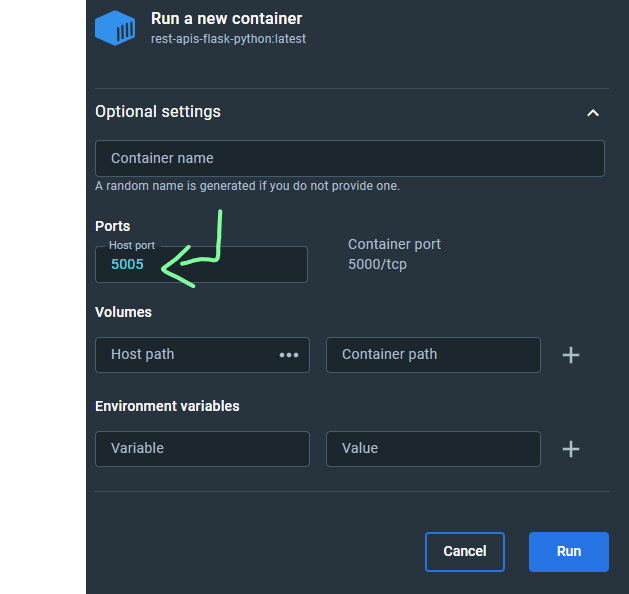 Run a new container
rest-apis-flask-python:latest
Optional settings
Container name
A random name is generated if you do not provide one.
Ports
Host port
5005
Container port
5000/tcp
Volumes
Host path
Container path
Environment variables
Variable
Value
Cancel
Run